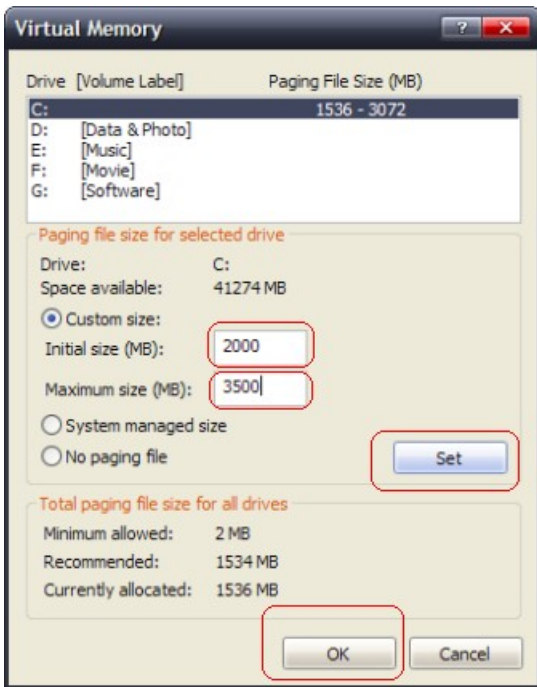 Virtual Memory
Drive [Volume Label] Paging File Size (MB)
C: 1536 - 3072
D: [Data & Photo]
E: [Music]
F: [Movie]
G: [Software]
Paging file size for selected drive
Drive: C:
Space available: 41274 MB
Custom size:
Initial size (MB): 2000
Maximum size (MB): 3500
System managed size
No paging file
Set
Total paging file size for all drives
Minimum allowed: 2 MB
Recommended: 1534 MB
Currently allocated: 1536 MB
OK Cancel